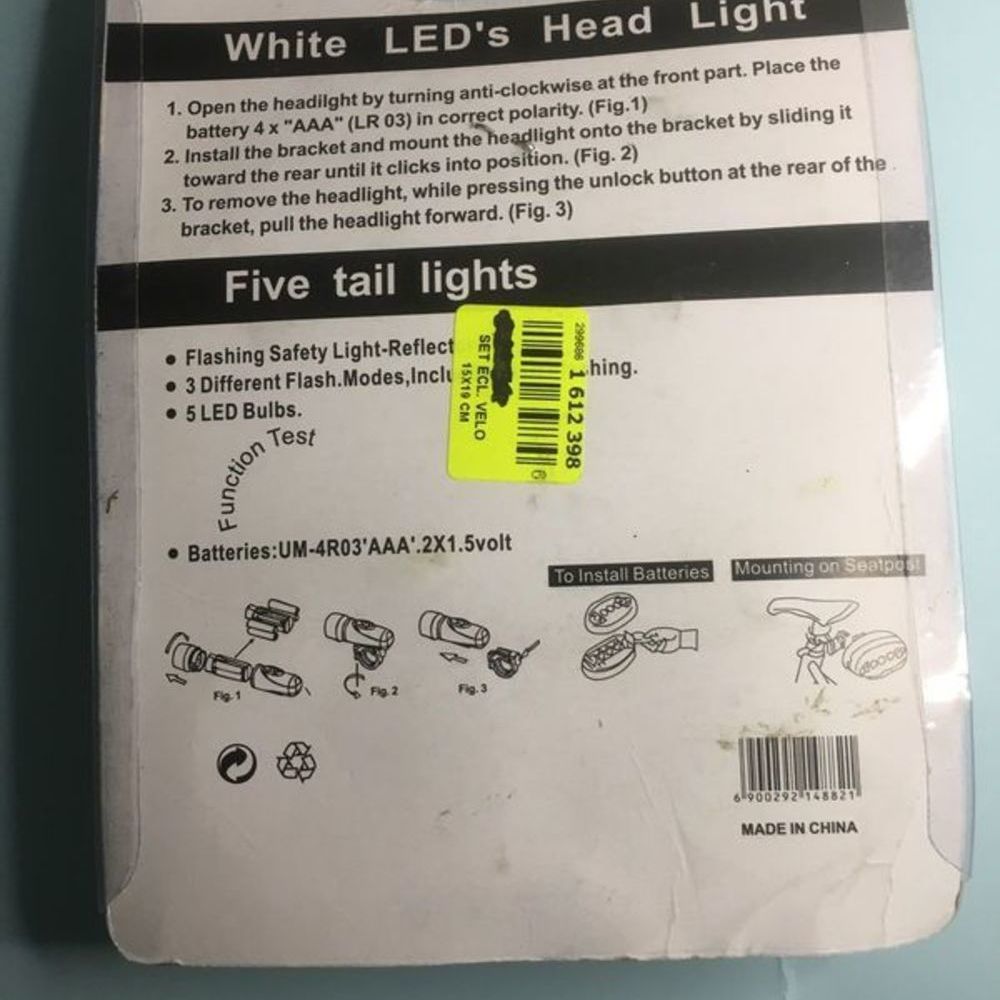 White LED's Head Light
1. Open the headilght by turning anti-clockwise at the front part. Place the
battery 4 x "AAA" (LR 03) in correct polarity. (Fig.1)
2. Install the bracket and mount the headlight onto the bracket by sliding it
toward the rear until it clicks into position. (Fig. 2)
3. To remove the headlight, while pressing the unlock button at the rear of the
bracket, pull the headlight forward. (Fig. 3)
Five tail lights
• Flashing Safety Light-Reflect
• 3 Different Flash.Modes,Inclu hing.
• 5 LED Bulbs.
299686 1 612 398
SET ECL. VELO
15X19 CM
Function Test
• Batteries:UM-4R03'AAA'.2X1.5volt
To Install Batteries
Mounting on Seatpost
Fig. 1
Fig. 2
Fig. 3
6 900292 148821
MADE IN CHINA